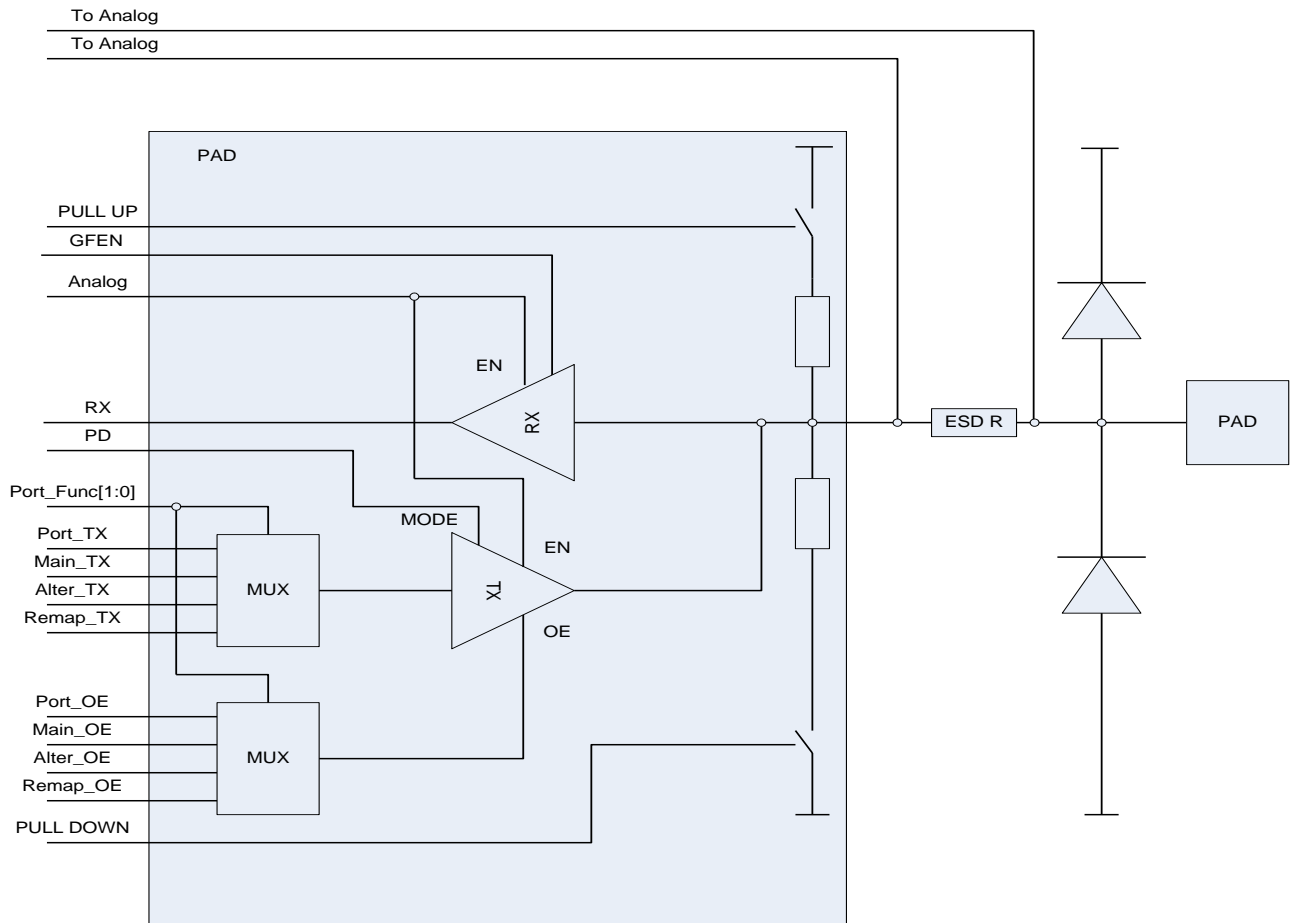 To Analog
To Analog
PAD
PULL UP
GFEN
Analog
EN
RX
RX
ESD R
PAD
PD
Port_Func[1:0]
MODE
Port_TX
EN
Main_TX
MUX
TX
Alter_TX
Remap_TX
OE
Port_OE
Main_OE
MUX
Alter_OE
Remap_OE
PULL DOWN